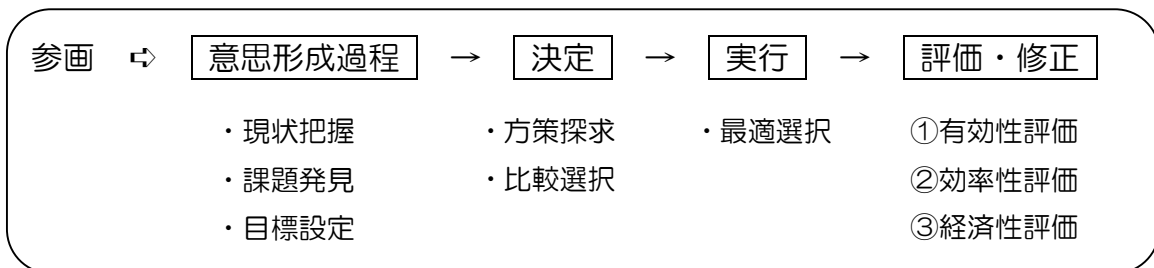 参画 ➪ 意思形成過程 → 決定 → 実行 → 評価・修正
・現状把握 ・方策探求 ・最適選択 ①有効性評価
・課題発見 ・比較選択 ②効率性評価
・目標設定 ③経済性評価